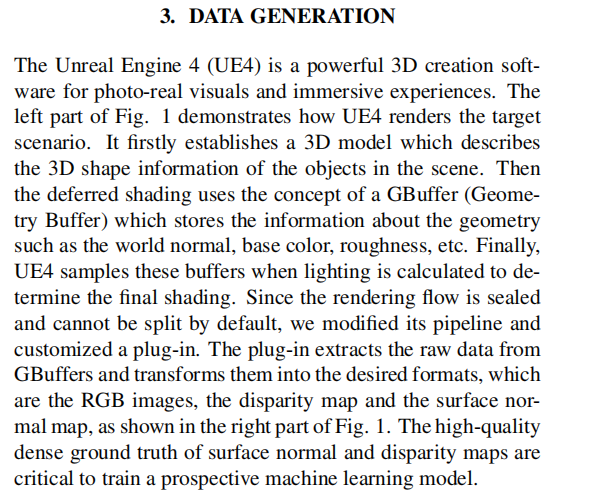 3. DATA GENERATION
The Unreal Engine 4 (UE4) is a powerful 3D creation soft-
ware for photo-real visuals and immersive experiences. The
left part of Fig. 1 demonstrates how UE4 renders the target
scenario. It firstly establishes a 3D model which describes
the 3D shape information of the objects in the scene. Then
the deferred shading uses the concept of a GBuffer (Geome-
try Buffer) which stores the information about the geometry
such as the world normal, base color, roughness, etc. Finally,
UE4 samples these buffers when lighting is calculated to de-
termine the final shading. Since the rendering flow is sealed
and cannot be split by default, we modified its pipeline and
customized a plug-in. The plug-in extracts the raw data from
GBuffers and transforms them into the desired formats, which
are the RGB images, the disparity map and the surface nor-
mal map, as shown in the right part of Fig. 1. The high-quality
dense ground truth of surface normal and disparity maps are
critical to train a prospective machine learning model.